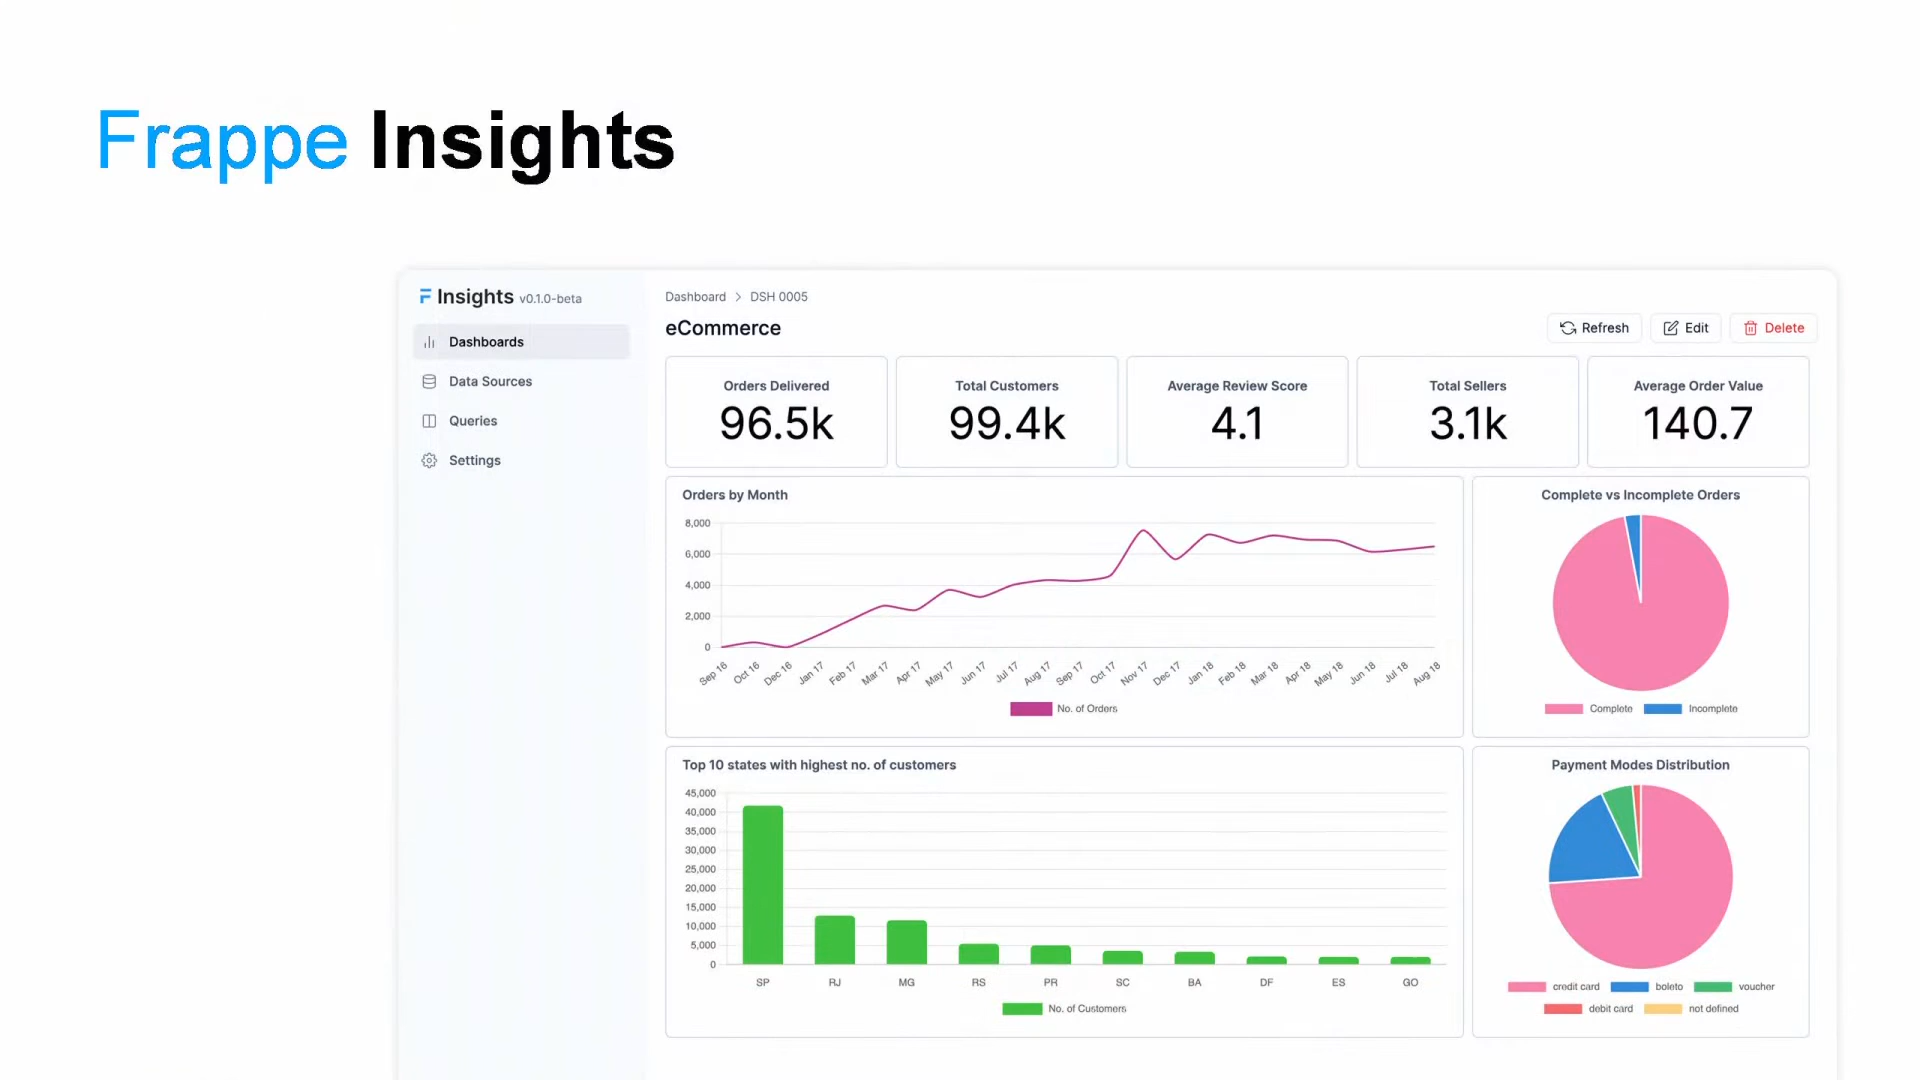 Frappe Insights
Insights v0.1.0-beta
Dashboards
Data Sources
Queries
Settings
Dashboard > DSH 0005
eCommerce
Refresh
Edit
Delete
Orders Delivered
96.5k
Total Customers
99.4k
Average Review Score
4.1
Total Sellers
3.1k
Average Order Value
140.7
Orders by Month
8,000
6,000
4,000
2,000
0
Sep 16 Oct 16 Dec 16 Jan 17 Feb 17 Mar 17 Apr 17 May 17 Jun 17 Jul 17 Aug 17 Sep 17 Oct 17 Nov 17 Dec 17 Jan 18 Feb 18 Mar 18 Apr 18 May 18 Jun 18 Jul 18 Aug 18
No. of Orders
Complete vs Incomplete Orders
Complete Incomplete
Top 10 states with highest no. of customers
45,000
40,000
35,000
30,000
25,000
20,000
15,000
10,000
5,000
0
SP RJ MG RS PR SC BA DF ES GO
No. of Customers
Payment Modes Distribution
credit card boleto voucher
debit card not defined